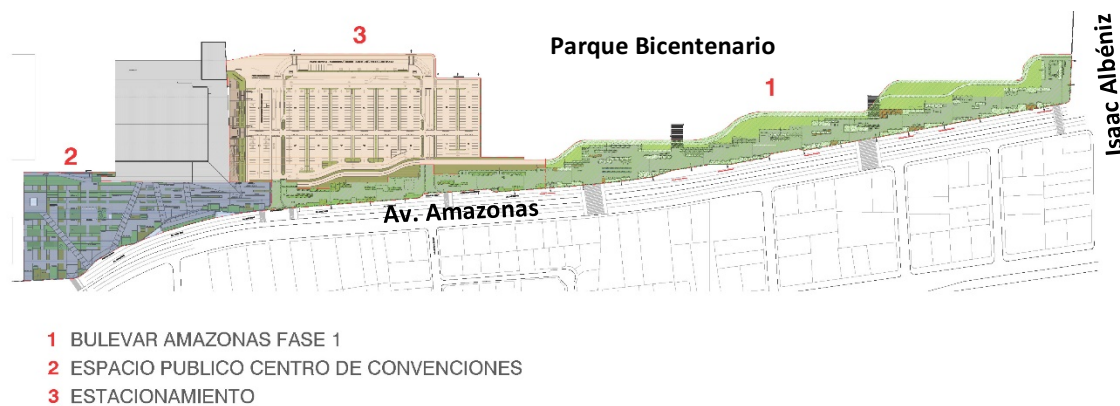 3
Parque Bicentenario
1
Isaac Albéniz
2
Av. Amazonas
1 BULEVAR AMAZONAS FASE 1
2 ESPACIO PUBLICO CENTRO DE CONVENCIONES
3 ESTACIONAMIENTO